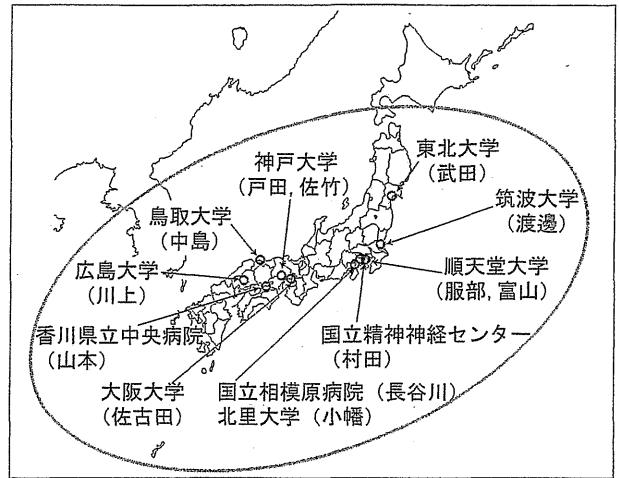 東北大学
（武田）
神戸大学
（戸田, 佐竹）
筑波大学
（渡邊）
鳥取大学
（中島）
広島大学
（川上）
順天堂大学
（服部, 富山）
香川県立中央病院
（山本）
国立精神神経センター
（村田）
大阪大学
（佐古田）
国立相模原病院（長谷川）
北里大学（小幡）